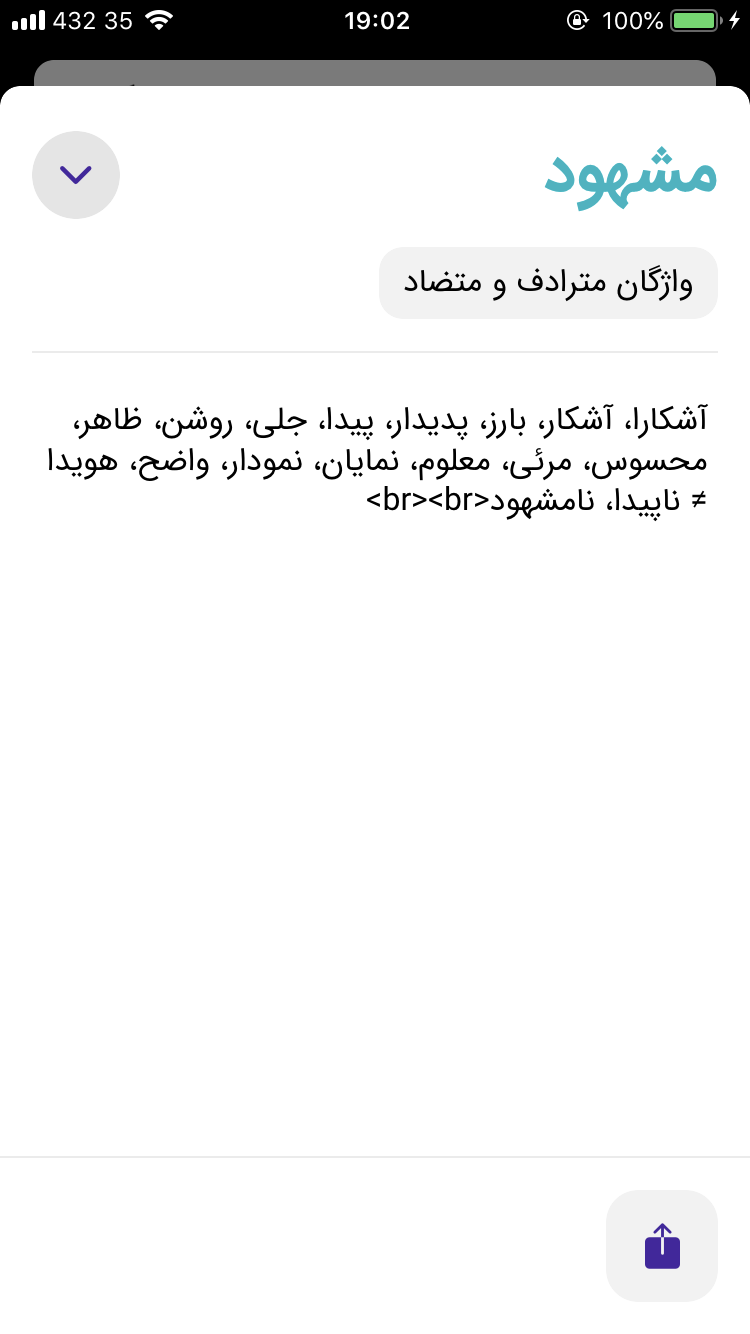 432 35
19:02
100%
مشهود
واژگان مترادف و متضاد
آشکارا، آشکار، بارز، پدیدار، پیدا، جلی، روشن، ظاهر،
محسوس، مرئی، معلوم، نمایان، نمودار، واضح، هویدا
≠ ناپیدا، نامشهود<br><br>